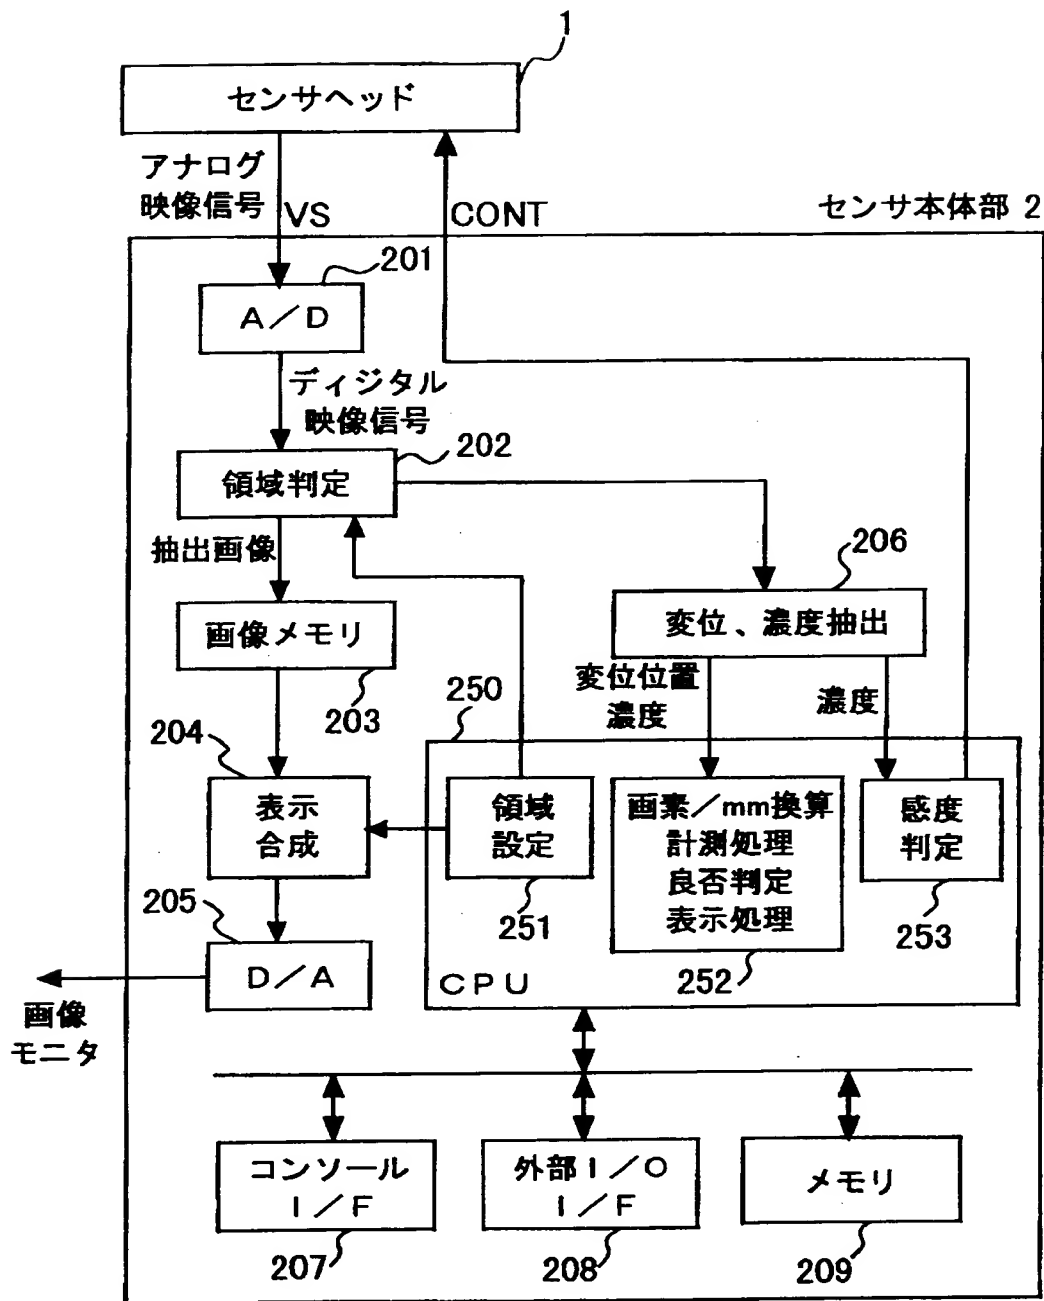 1
センサヘッド
アナログ
映像信号
VS
CONT
センサ本体部 2
201
A/D
ディジタル
映像信号
202
領域判定
抽出画像
206
変位、濃度抽出
画像メモリ
203
変位位置
濃度
濃度
250
204
表示
合成
領域
設定
251
画素/mm換算
計測処理
良否判定
表示処理
252
感度
判定
253
205
D/A
CPU
画像
モニタ
コンソール
I/F
207
外部I/O
I/F
208
メモリ
209